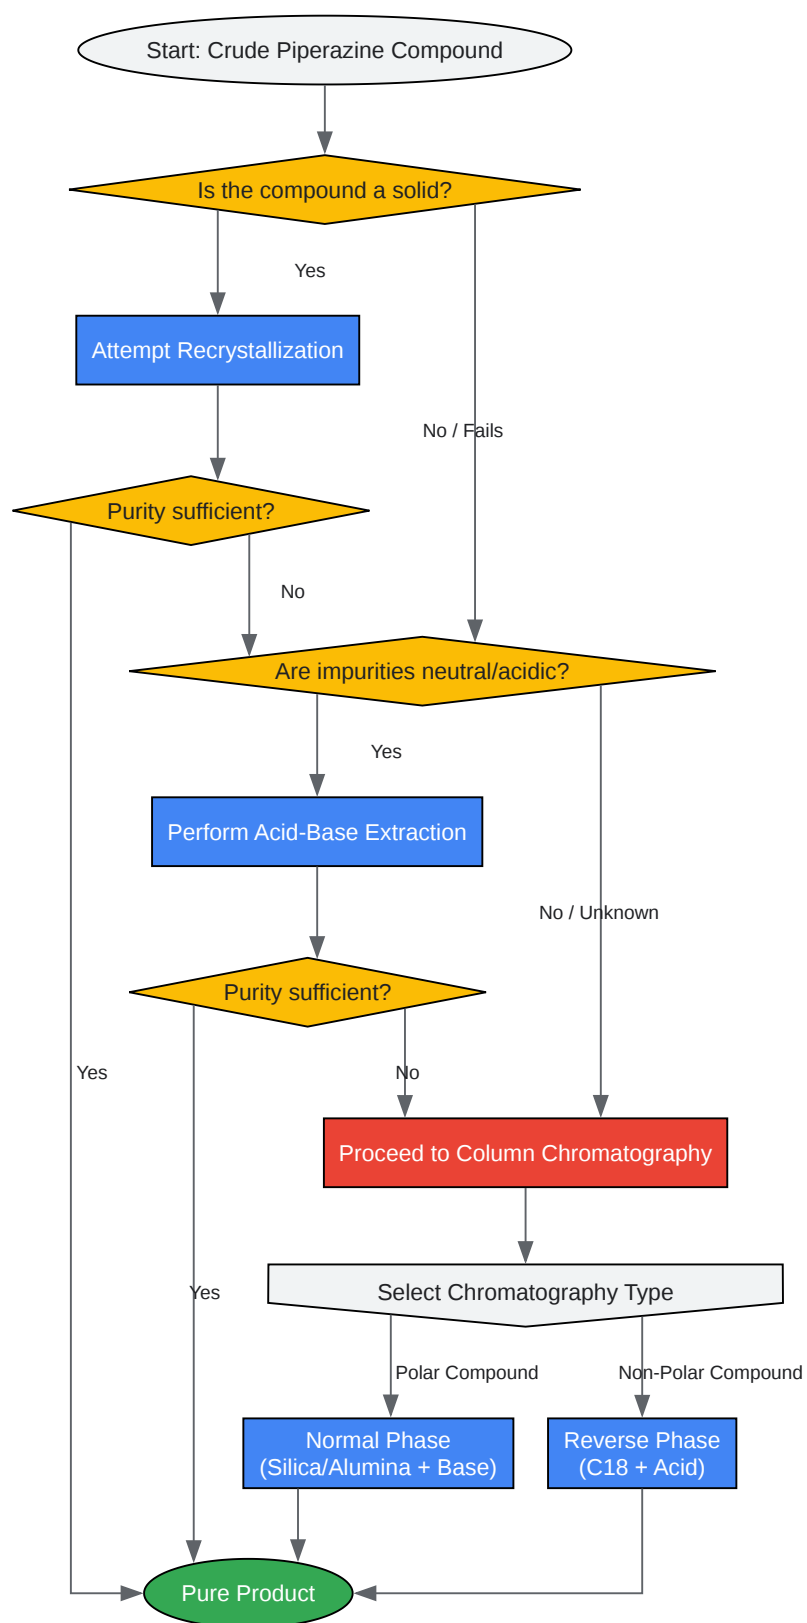 Start: Crude Piperazine Compound
Is the compound a solid?
Yes
Attempt Recrystallization
No / Fails
Purity sufficient?
No
Are impurities neutral/acidic?
Yes
Perform Acid-Base Extraction
No / Unknown
Purity sufficient?
Yes
No
Proceed to Column Chromatography
Yes
Select Chromatography Type
Polar Compound
Non-Polar Compound
Normal Phase
(Silica/Alumina + Base)
Reverse Phase
(C18 + Acid)
Pure Product